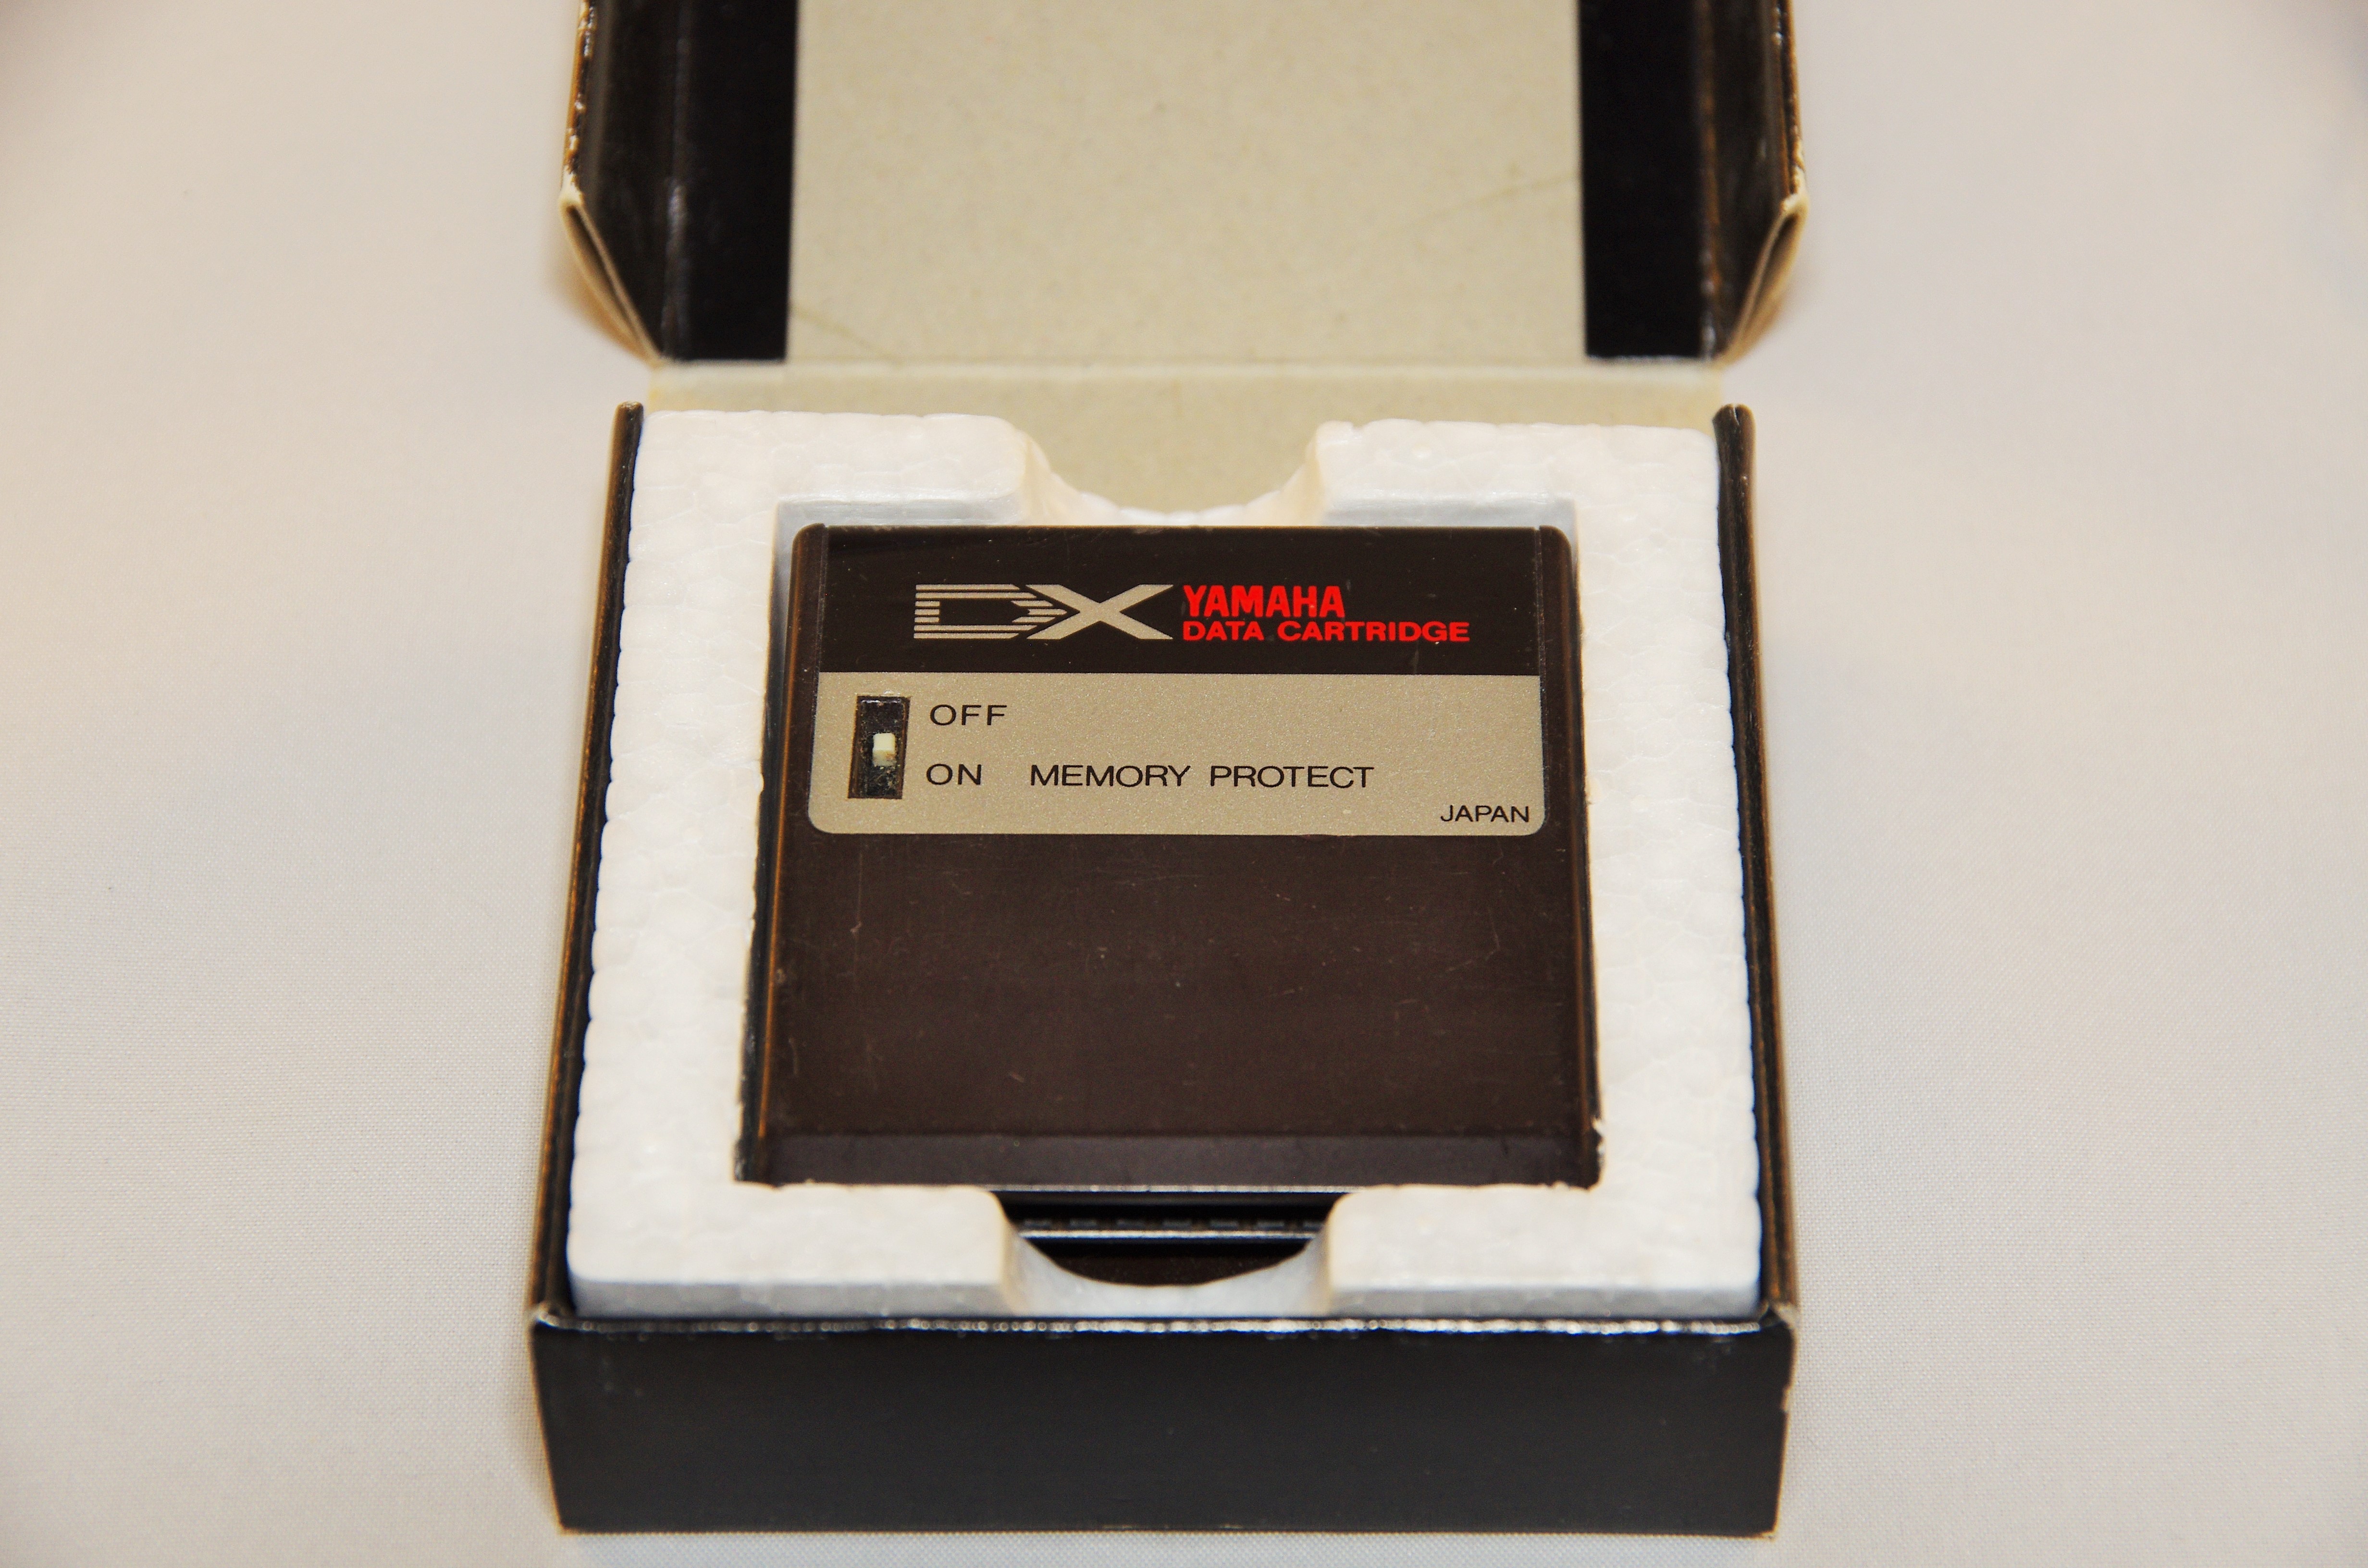 DX YAMAHA
DATA CARTRIDGE
OFF
ON MEMORY PROTECT
JAPAN